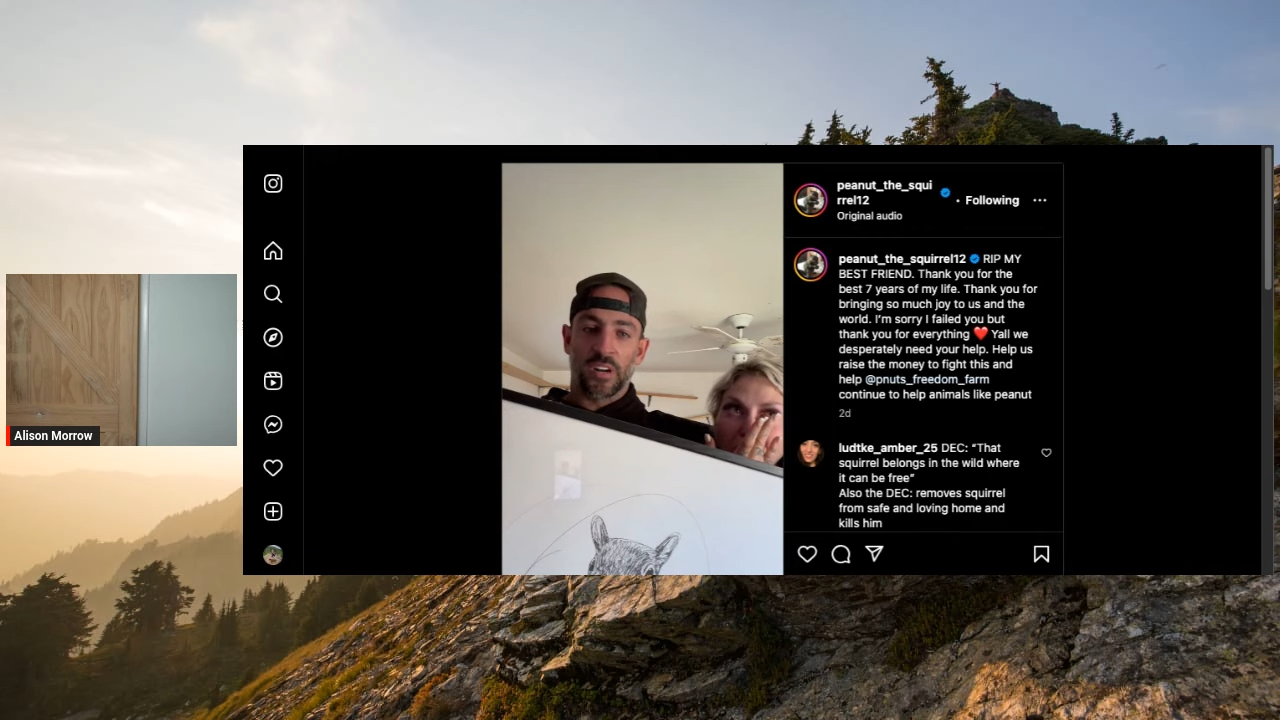 peanut_the_squi
rrel12
• Following
Original audio
peanut_the_squirrel12 RIP MY
BEST FRIEND. Thank you for the
best 7 years of my life. Thank you for
bringing so much joy to us and the
world. I'm sorry I failed you but
thank you for everything ❤️ Yall we
desperately need your help. Help us
raise the money to fight this and
help @pnuts_freedom_farm
continue to help animals like peanut
2d
ludtke_amber_25 DEC: “That
squirrel belongs in the wild where
it can be free”
Also the DEC: removes squirrel
from safe and loving home and
kills him
Alison Morrow